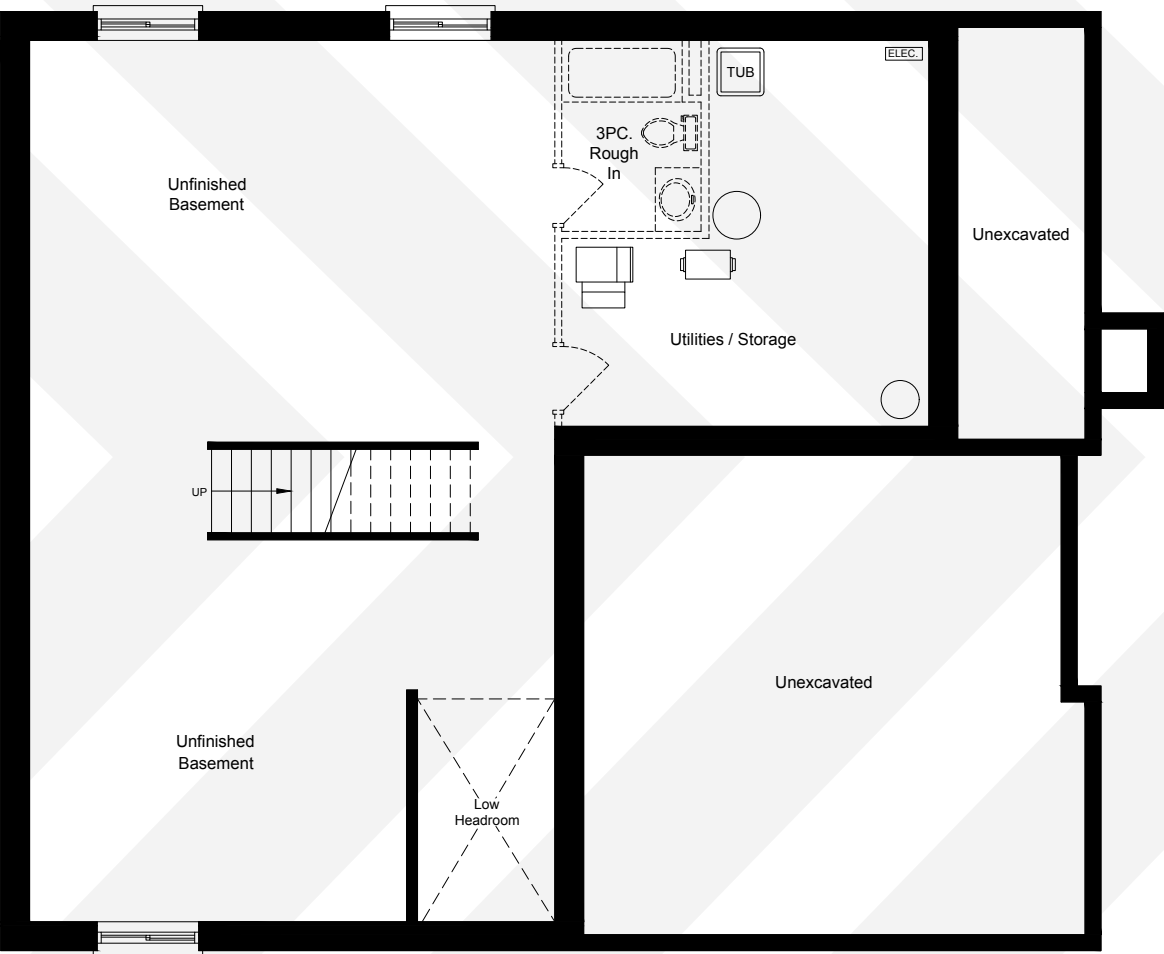 ELEC.
TUB
3PC.
Rough
In
Unfinished
Basement
Unexcavated
Utilities / Storage
UP
Unexcavated
Unfinished
Basement
Low
Headroom